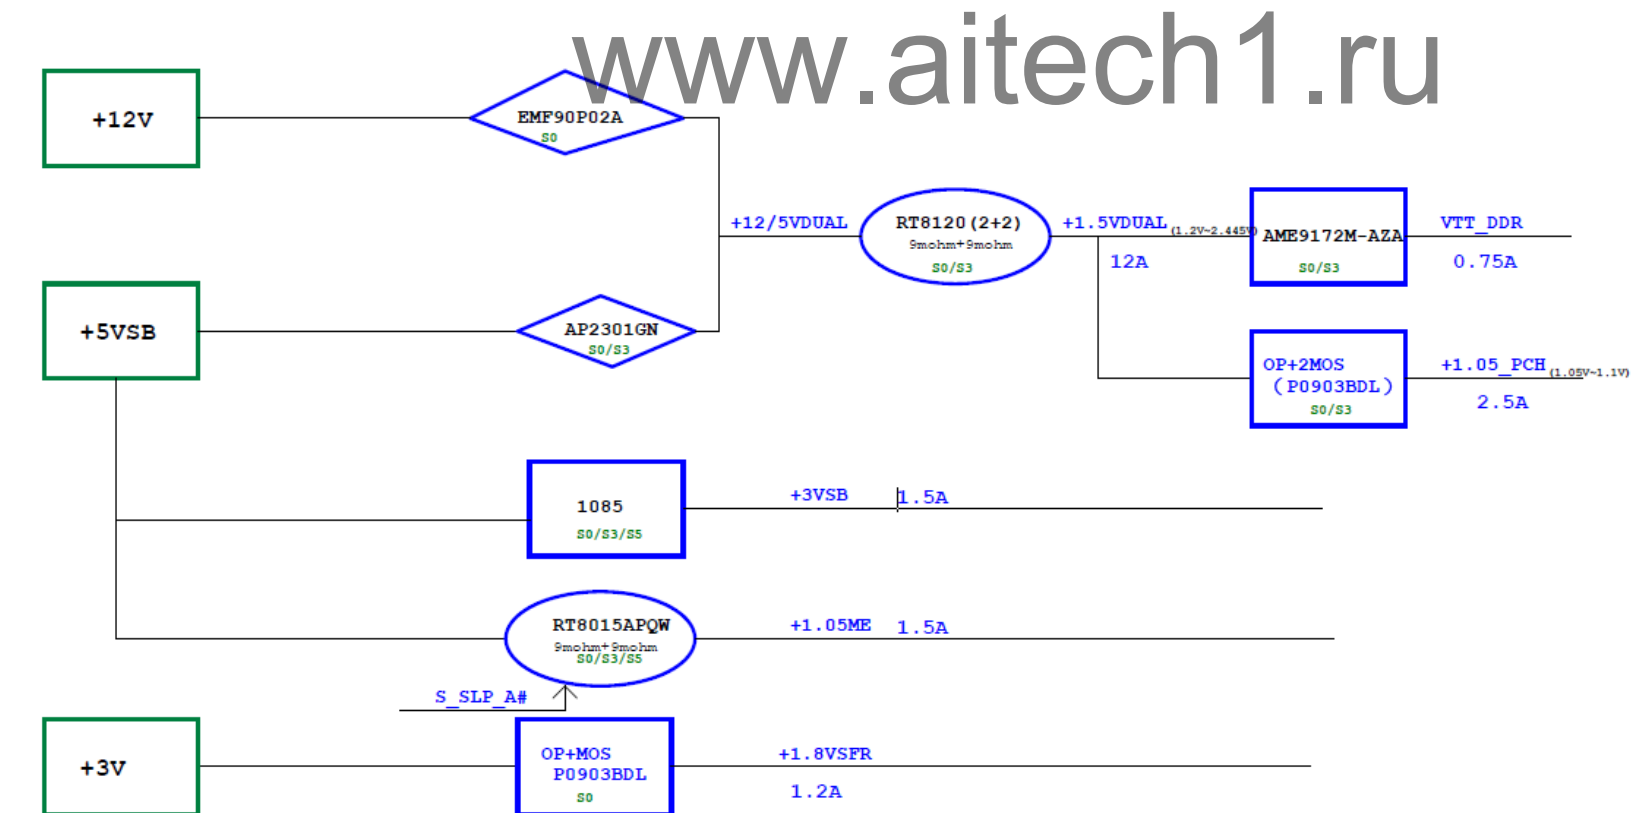 www.aitech1.ru
+12V
EMF90P02A
S0
+12/5VDUAL
RT8120(2+2)
9mohm+9mohm
S0/S3
+1.5VDUAL
(1.2V~2.445V)
12A
AME9172M-AZA
S0/S3
VTT_DDR
0.75A
+5VSB
AP2301GN
S0/S3
OP+2MOS
(P0903BDL)
S0/S3
+1.05_PCH
(1.05V~1.1V)
2.5A
1085
S0/S3/S5
+3VSB
1.5A
RT8015APQW
9mohm+9mohm
S0/S3/S5
+1.05ME
1.5A
S_SLP_A#
+3V
OP+MOS
P0903BDL
S0
+1.8VSFR
1.2A